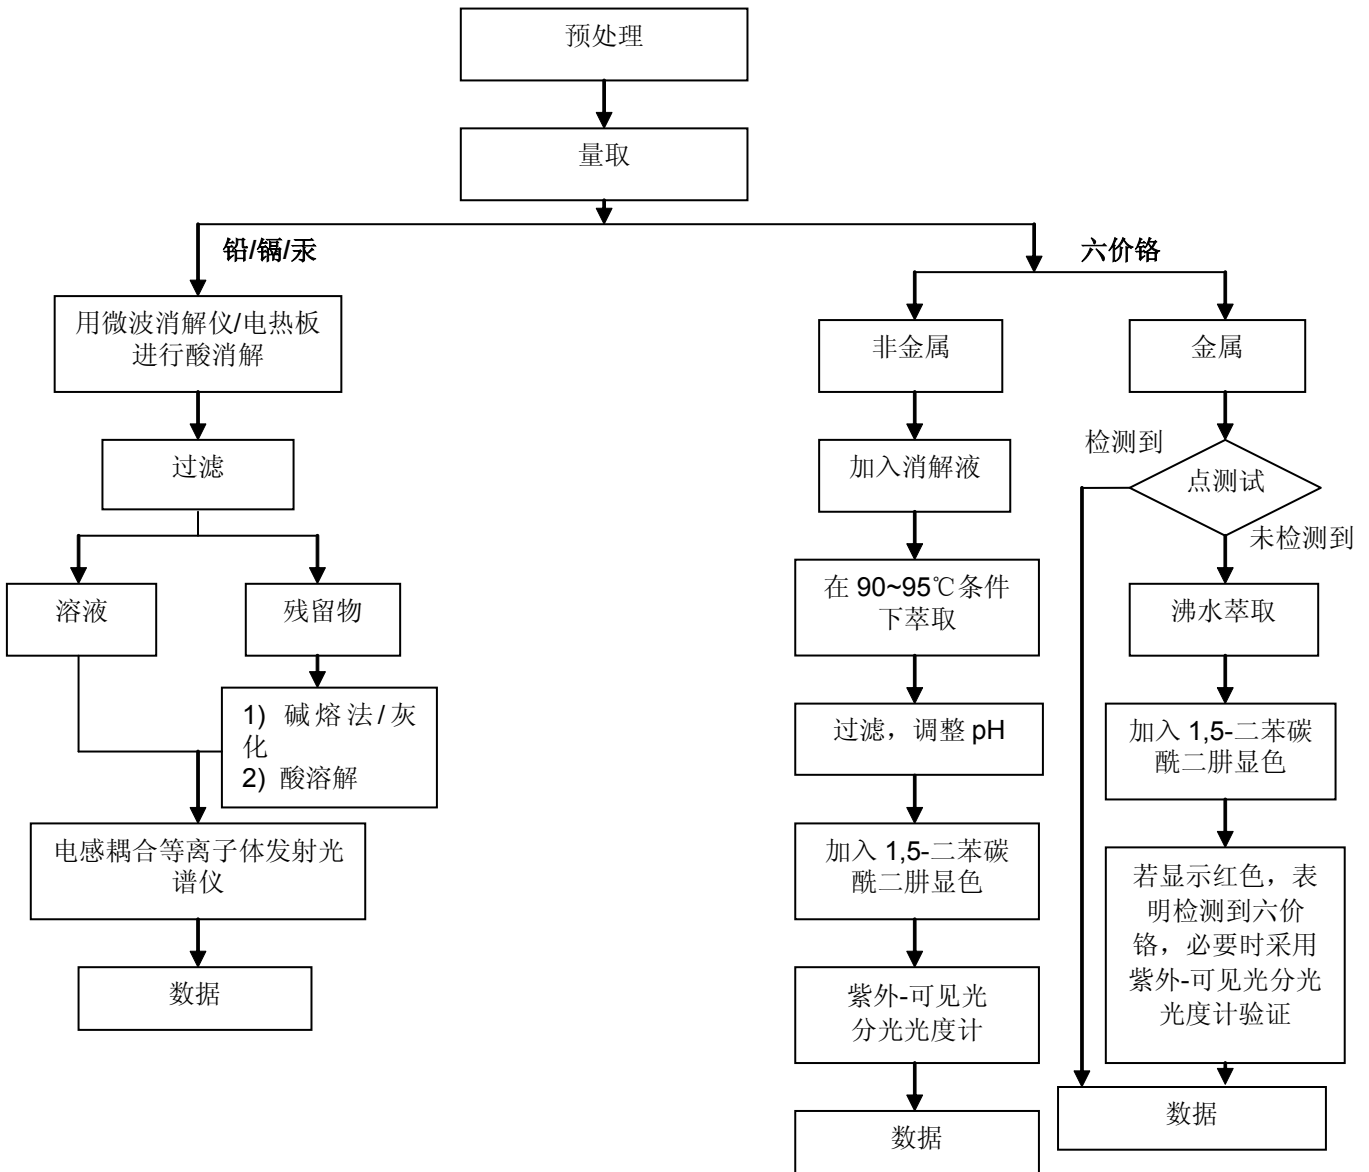 预处理
量取
铅/镉/汞
六价铬
用微波消解仪/电热板
进行酸消解
非金属
金属
过滤
加入消解液
检测到
点测试
未检测到
溶液
残留物
在 90~95℃条件
下萃取
沸水萃取
1) 碱熔法/灰
化
2) 酸溶解
过滤，调整 pH
加入 1,5-二苯碳
酰二肼显色
电感耦合等离子体发射光
谱仪
加入 1,5-二苯碳
酰二肼显色
若显示红色，表
明检测到六价
铬，必要时采用
紫外-可见光分光
光度计验证
数据
紫外-可见光
分光光度计
数据
数据